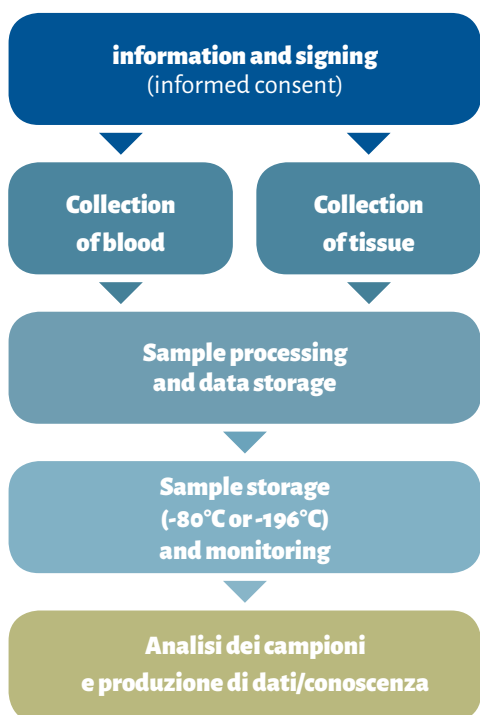 information and signing
(informed consent)
Collection
of blood
Collection
of tissue
Sample processing
and data storage
Sample storage
(-80°C or -196°C)
and monitoring
Analisi dei campioni
e produzione di dati/conoscenza